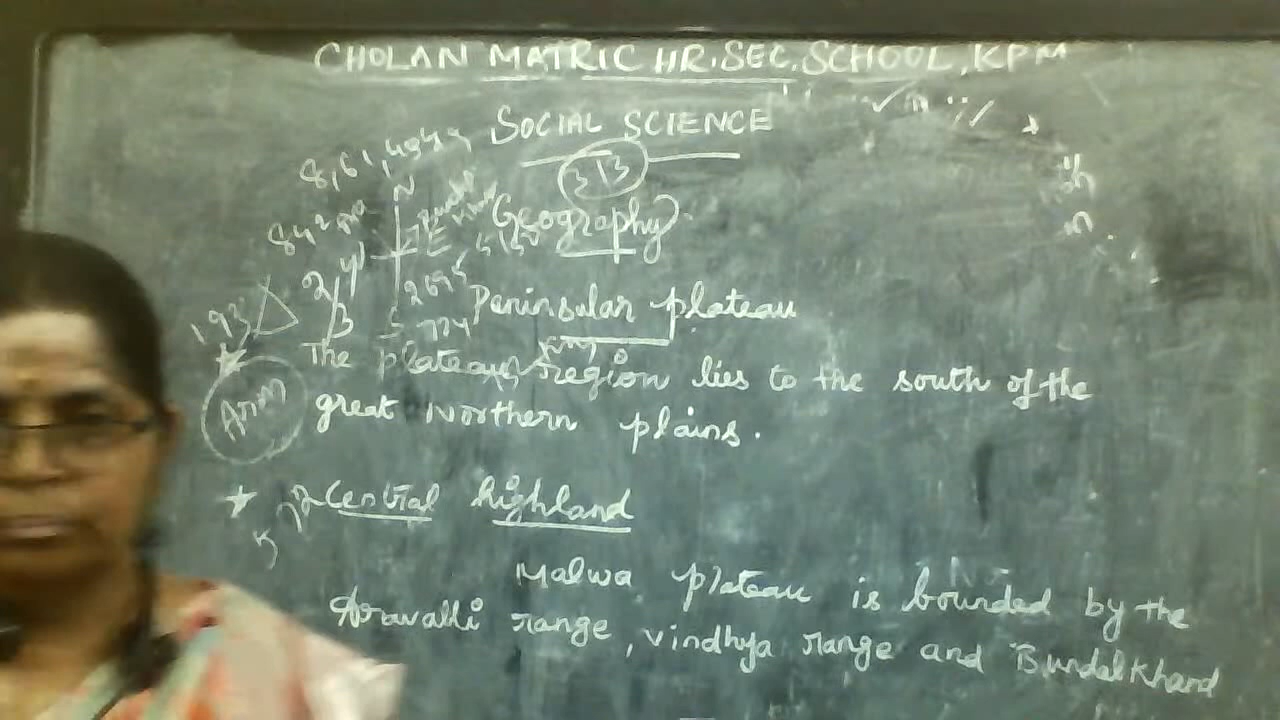 CHOLAN MATRIC HR.SEC.SCHOOL, KPM
SOCIAL SCIENCE
313
Geography
Peninsular plateau
The plateau region lies to the south of the
great Northern plains.
Central highland
Malwa plateau is bounded by the
Aravalli range, vindhya range and Bundelkhand